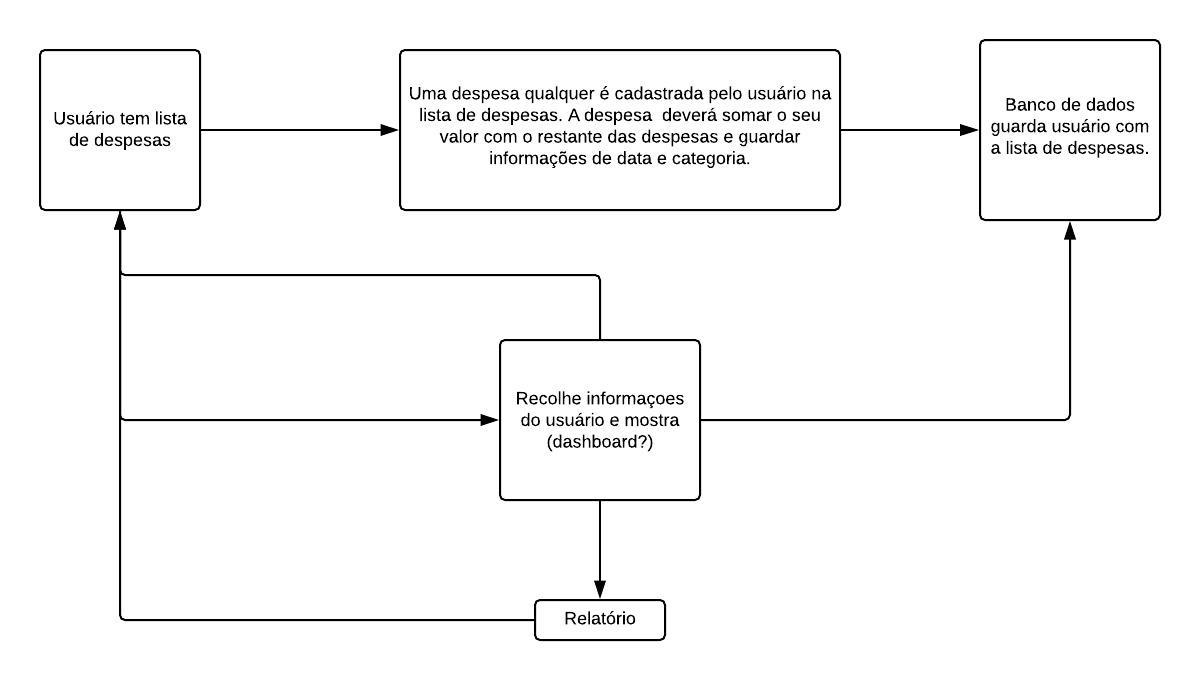 Usuário tem lista
de despesas
Uma despesa qualquer é cadastrada pelo usuário na
lista de despesas. A despesa  deverá somar o seu
valor com o restante das despesas e guardar
informações de data e categoria.
Banco de dados
guarda usuário com
a lista de despesas.
Recolhe informaçoes
do usuário e mostra
(dashboard?)
Relatório